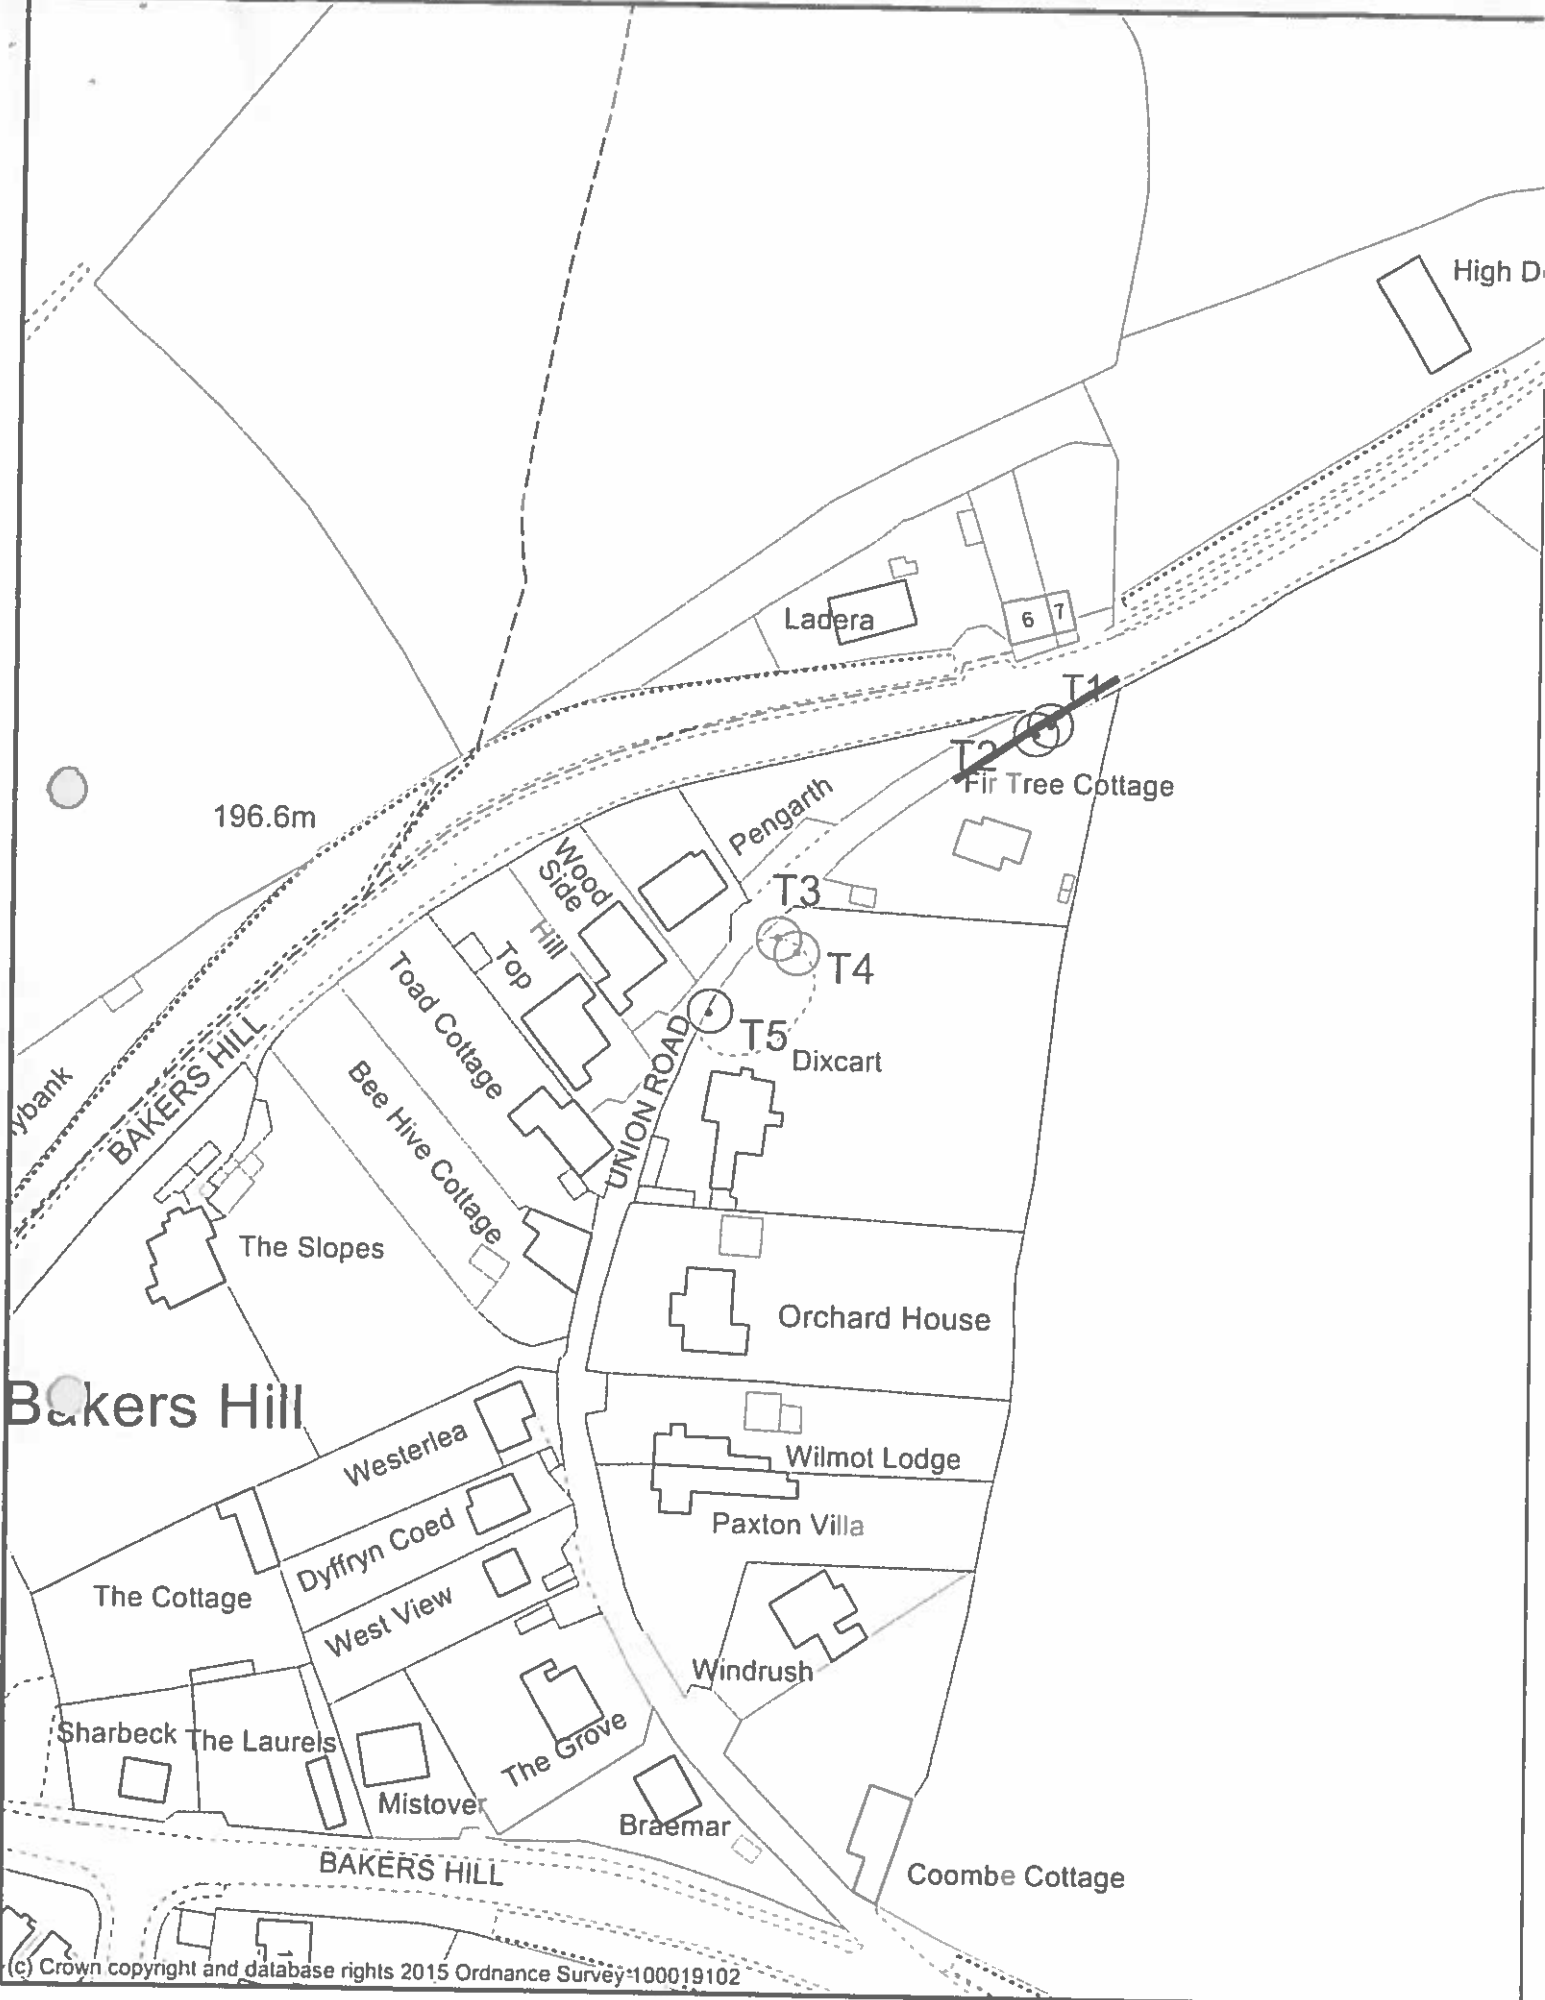 High D
Ladera
6
7
T1
T2
Fir Tree Cottage
196.6m
Pengarth
Wood
Side
Hill
Top
T3
T4
T5
Dixcart
Toad Cottage
UNION ROAD
BAKERS HILL
ybank
Bee Hive Cottage
The Slopes
Orchard House
Bakers Hill
Westerlea
Wilmot Lodge
Dyffryn Coed
Paxton Villa
The Cottage
West View
Windrush
Sharbeck
The Laurels
The Grove
Mistover
Braemar
BAKERS HILL
Coombe Cottage
1
(c) Crown copyright and database rights 2015 Ordnance Survey 100019102